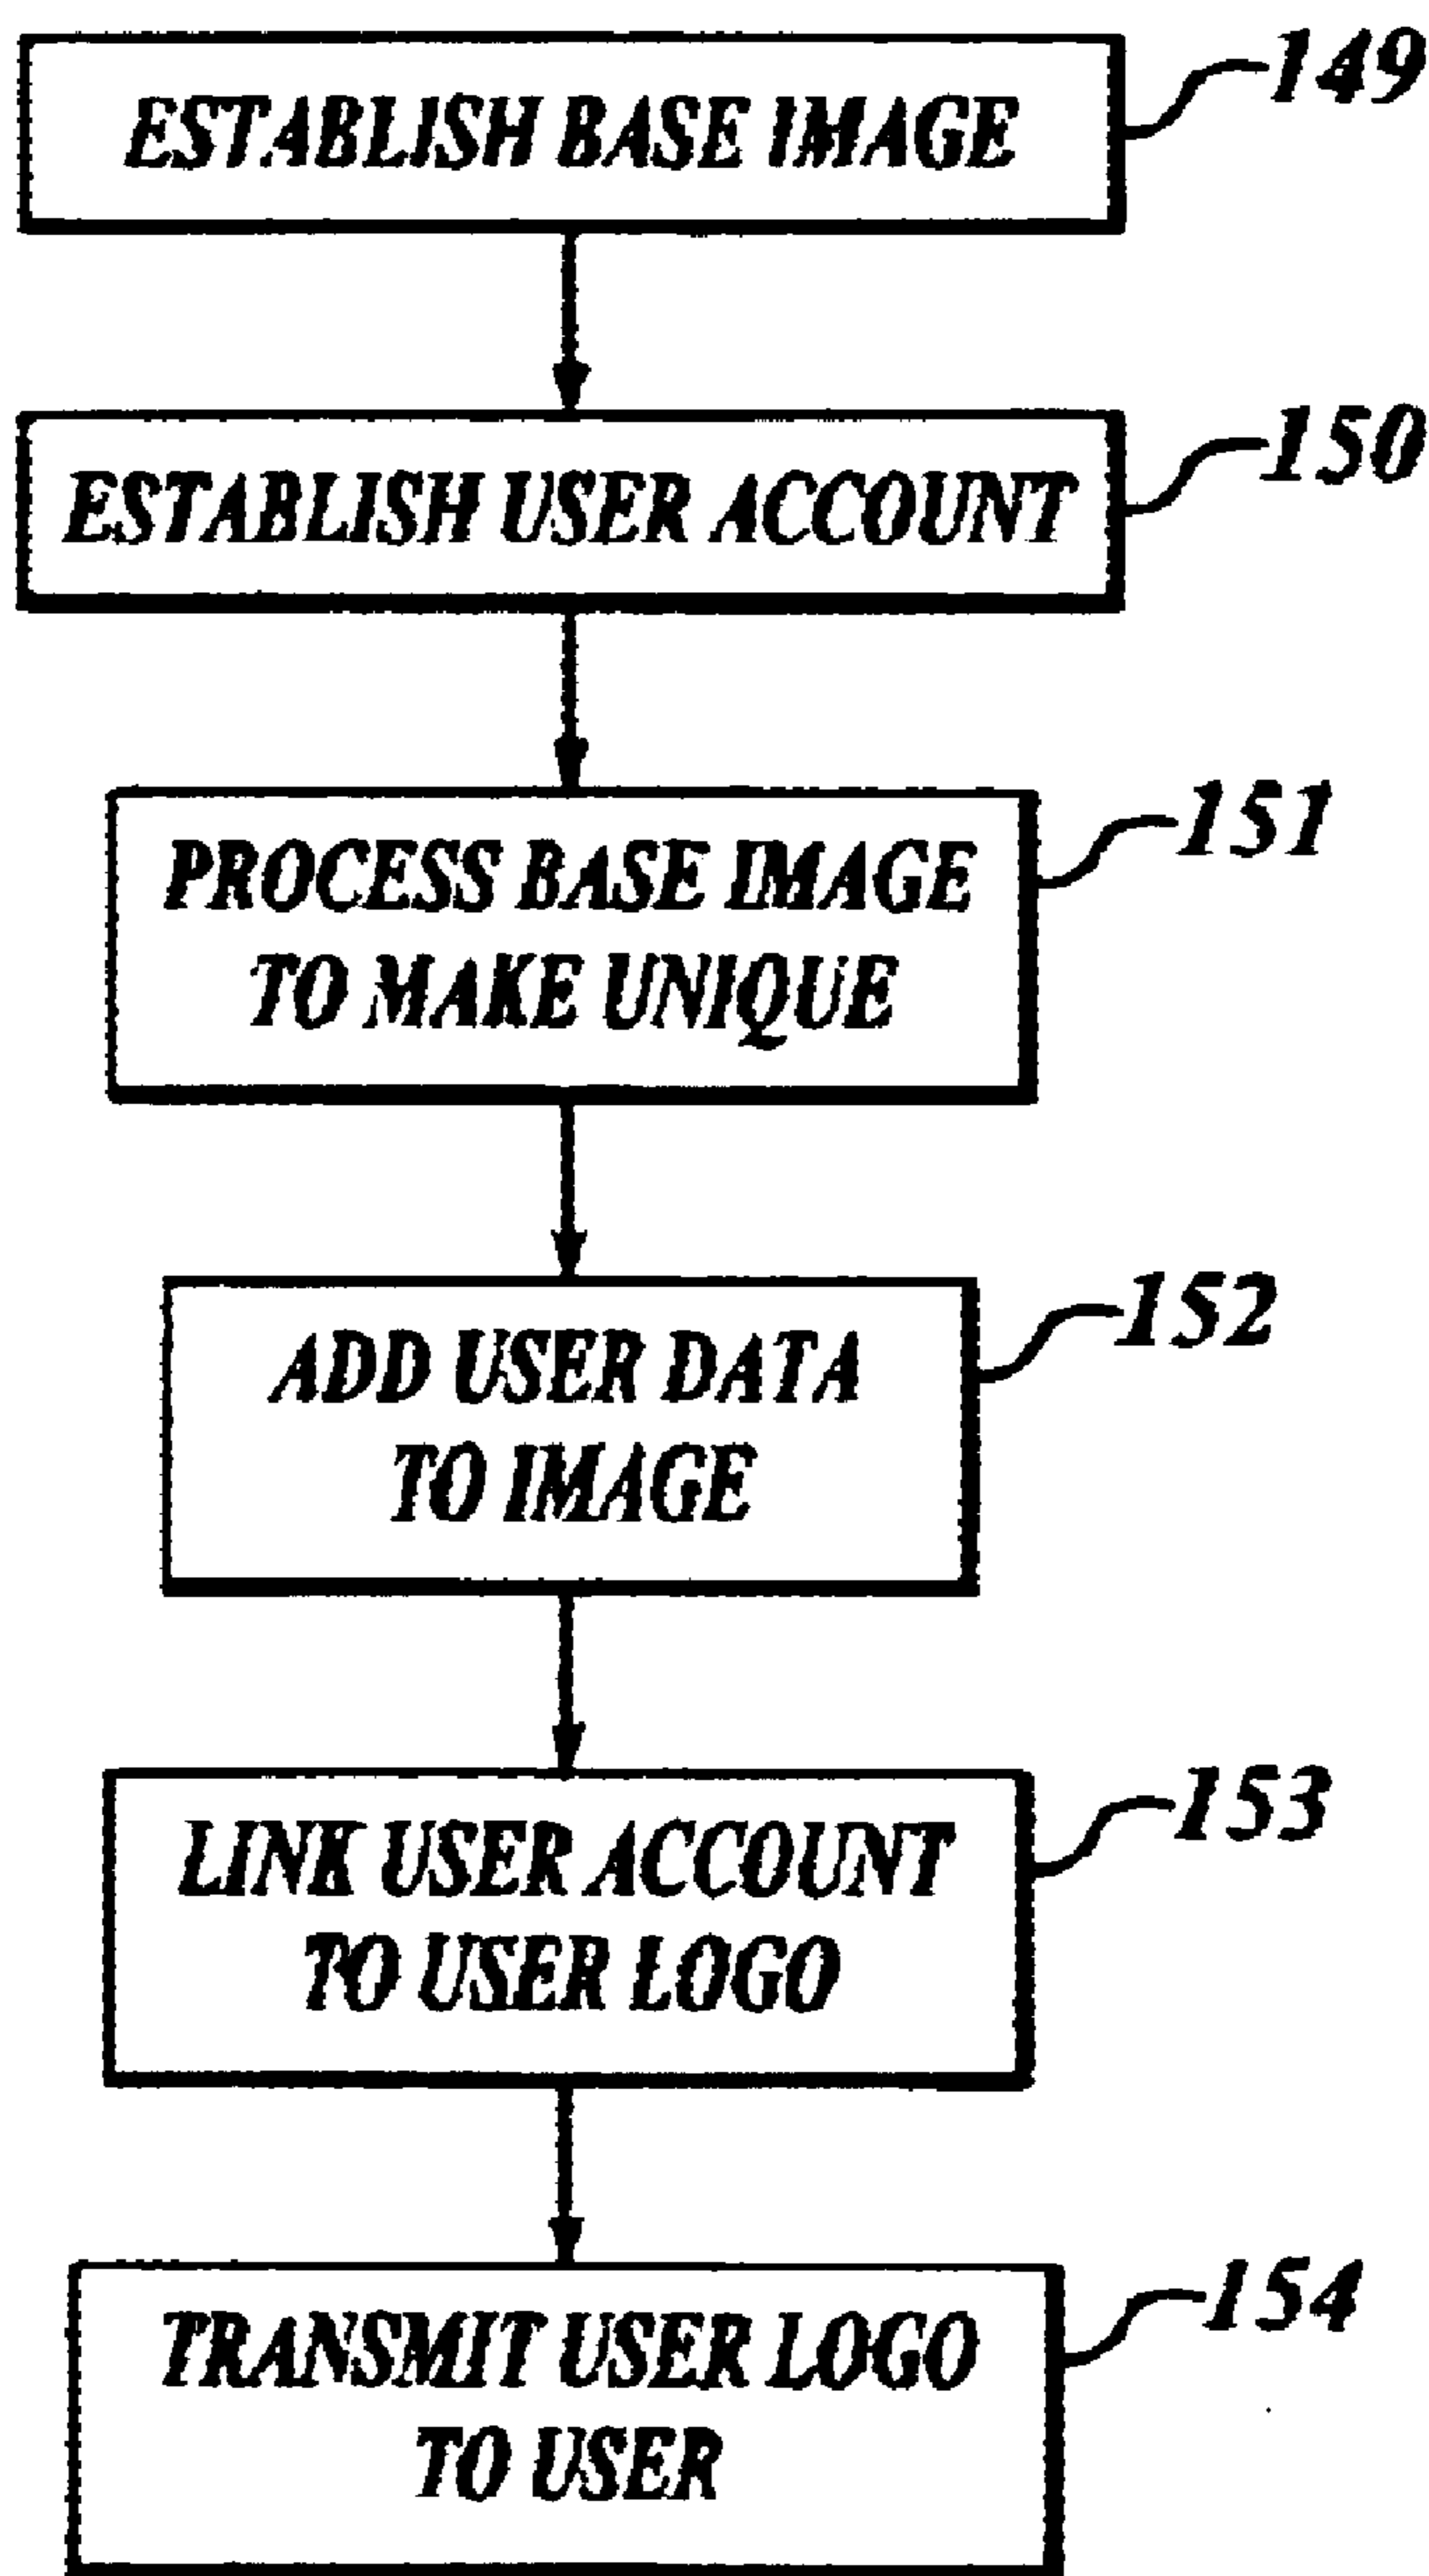 ESTABLISH BASE IMAGE
149
ESTABLISH USER ACCOUNT
150
PROCESS BASE IMAGE
TO MAKE UNIQUE
151
ADD USER DATA
TO IMAGE
152
LINK USER ACCOUNT
TO USER LOGO
153
TRANSMIT USER LOGO
TO USER
154